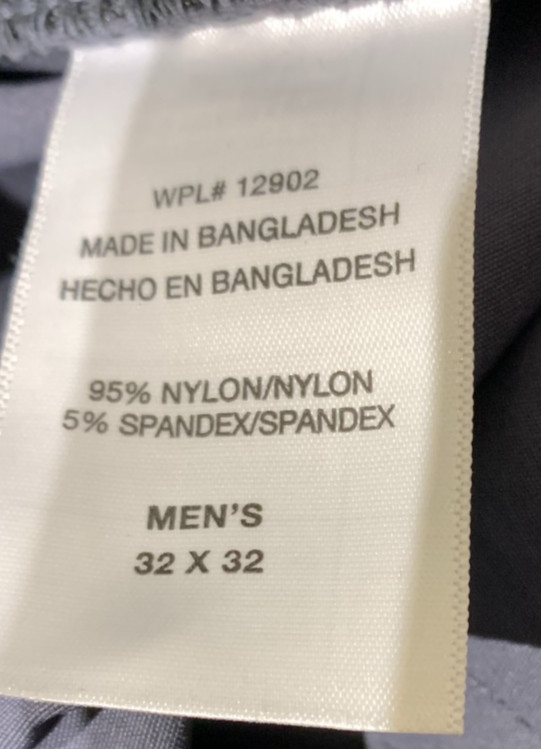 WPL# 12902
MADE IN BANGLADESH
HECHO EN BANGLADESH
95% NYLON/NYLON
5% SPANDEX/SPANDEX
MEN'S
32 X 32